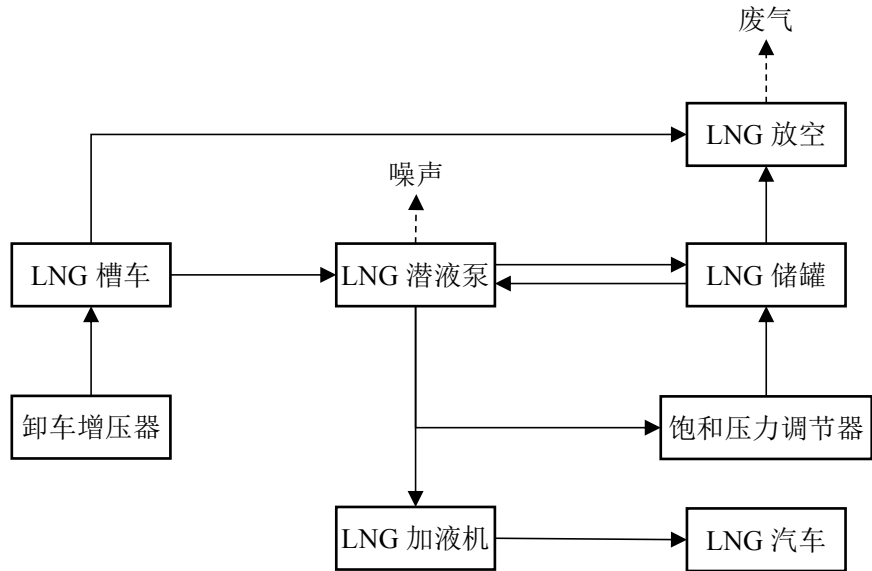 废气
LNG 放空
噪声
LNG 槽车
LNG 潜液泵
LNG 储罐
卸车增压器
饱和压力调节器
LNG 加液机
LNG 汽车